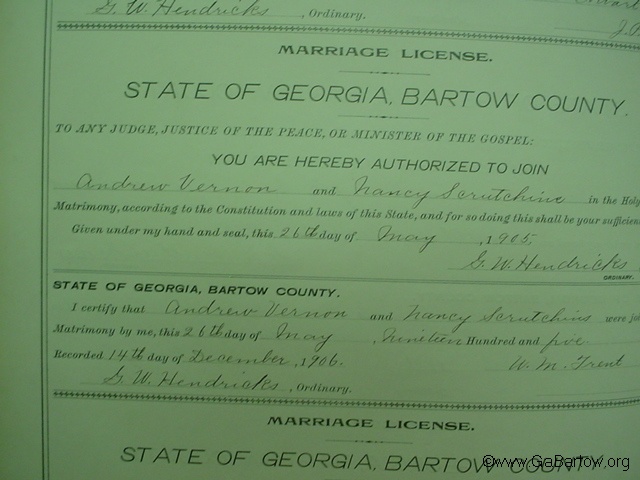 G. W. Hendricks, Ordinary.
MARRIAGE LICENSE.
STATE OF GEORGIA, BARTOW COUNTY.
TO ANY JUDGE, JUSTICE OF THE PEACE, OR MINISTER OF THE GOSPEL:
YOU ARE HEREBY AUTHORIZED TO JOIN
Andrew Vernon and Nancy Scrutchins in the Holy
Matrimony, according to the Constitution and laws of this State, and for so doing this shall be your sufficien
Given under my hand and seal, this 26th day of May, 1905,
G. W. Hendricks
ORDINARY.
STATE OF GEORGIA, BARTOW COUNTY.
I certify that Andrew Vernon and Nancy Scrutchins were jo
Matrimony by me, this 26th day of May, Nineteen Hundred and five
Recorded 14th day of December, 1906. W. M. Trent
G. W. Hendricks, Ordinary.
MARRIAGE LICENSE.
STATE OF GEORGIA, BARTOW COUNTY.
©www.GaBartow.org